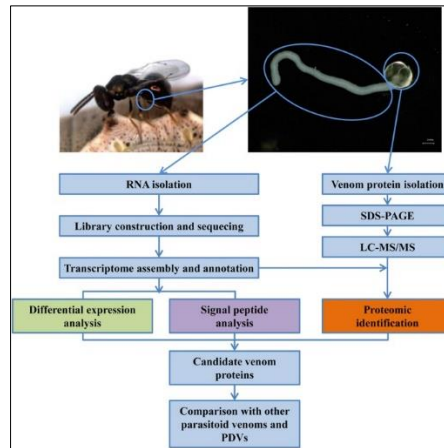 RNA isolation
Venom protein isolation
Library construction and sequecing
SDS-PAGE
LC-MS/MS
Transcriptome assembly and annotation
Differential expression
analysis
Signal peptide
analysis
Proteomic
identification
Candidate venom
proteins
Comparison with other
parasitoid venoms and
PDVs